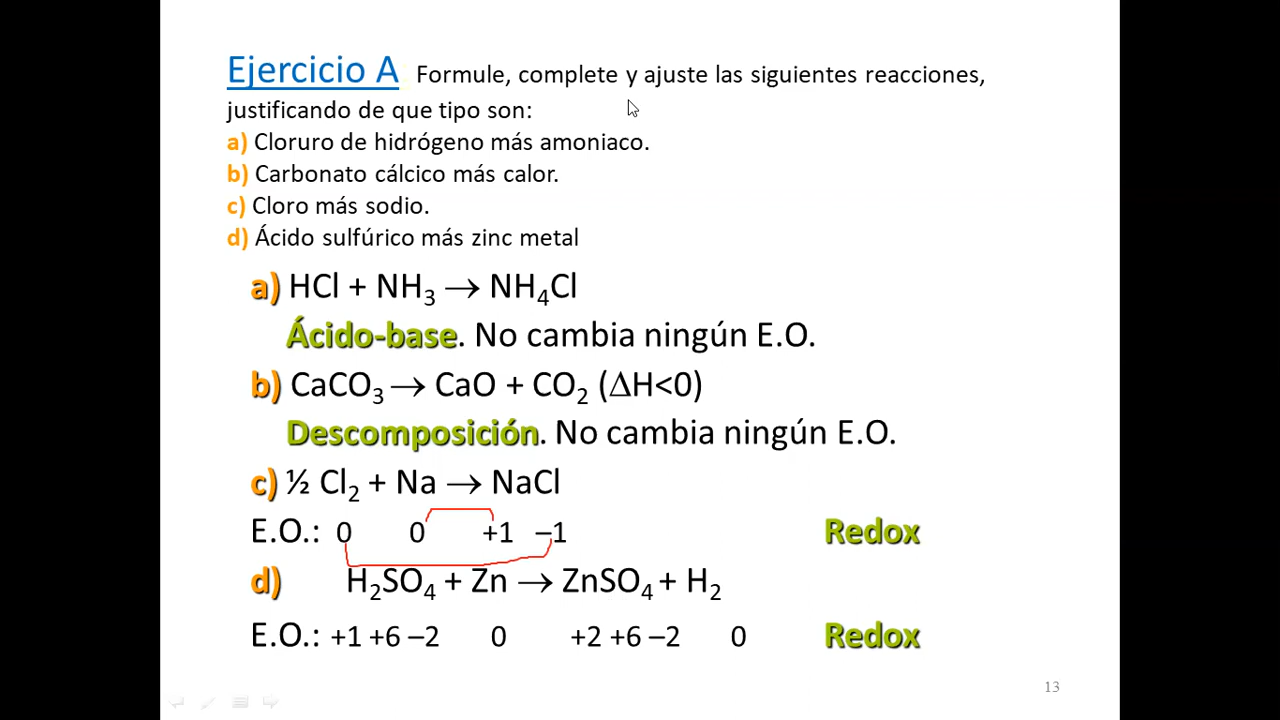 Ejercicio A Formule, complete y ajuste las siguientes reacciones,
justificando de que tipo son:
a) Cloruro de hidrógeno más amoniaco.
b) Carbonato cálcico más calor.
c) Cloro más sodio.
d) Ácido sulfúrico más zinc metal
a) HCl + NH₃ → NH₄Cl
Ácido-base. No cambia ningún E.O.
b) CaCO₃ → CaO + CO₂ (ΔH<0)
Descomposición. No cambia ningún E.O.
c) ½ Cl₂ + Na → NaCl
E.O.: 0 0 +1 –1 Redox
d) H₂SO₄ + Zn → ZnSO₄ + H₂
E.O.: +1 +6 –2 0 +2 +6 –2 0 Redox
13